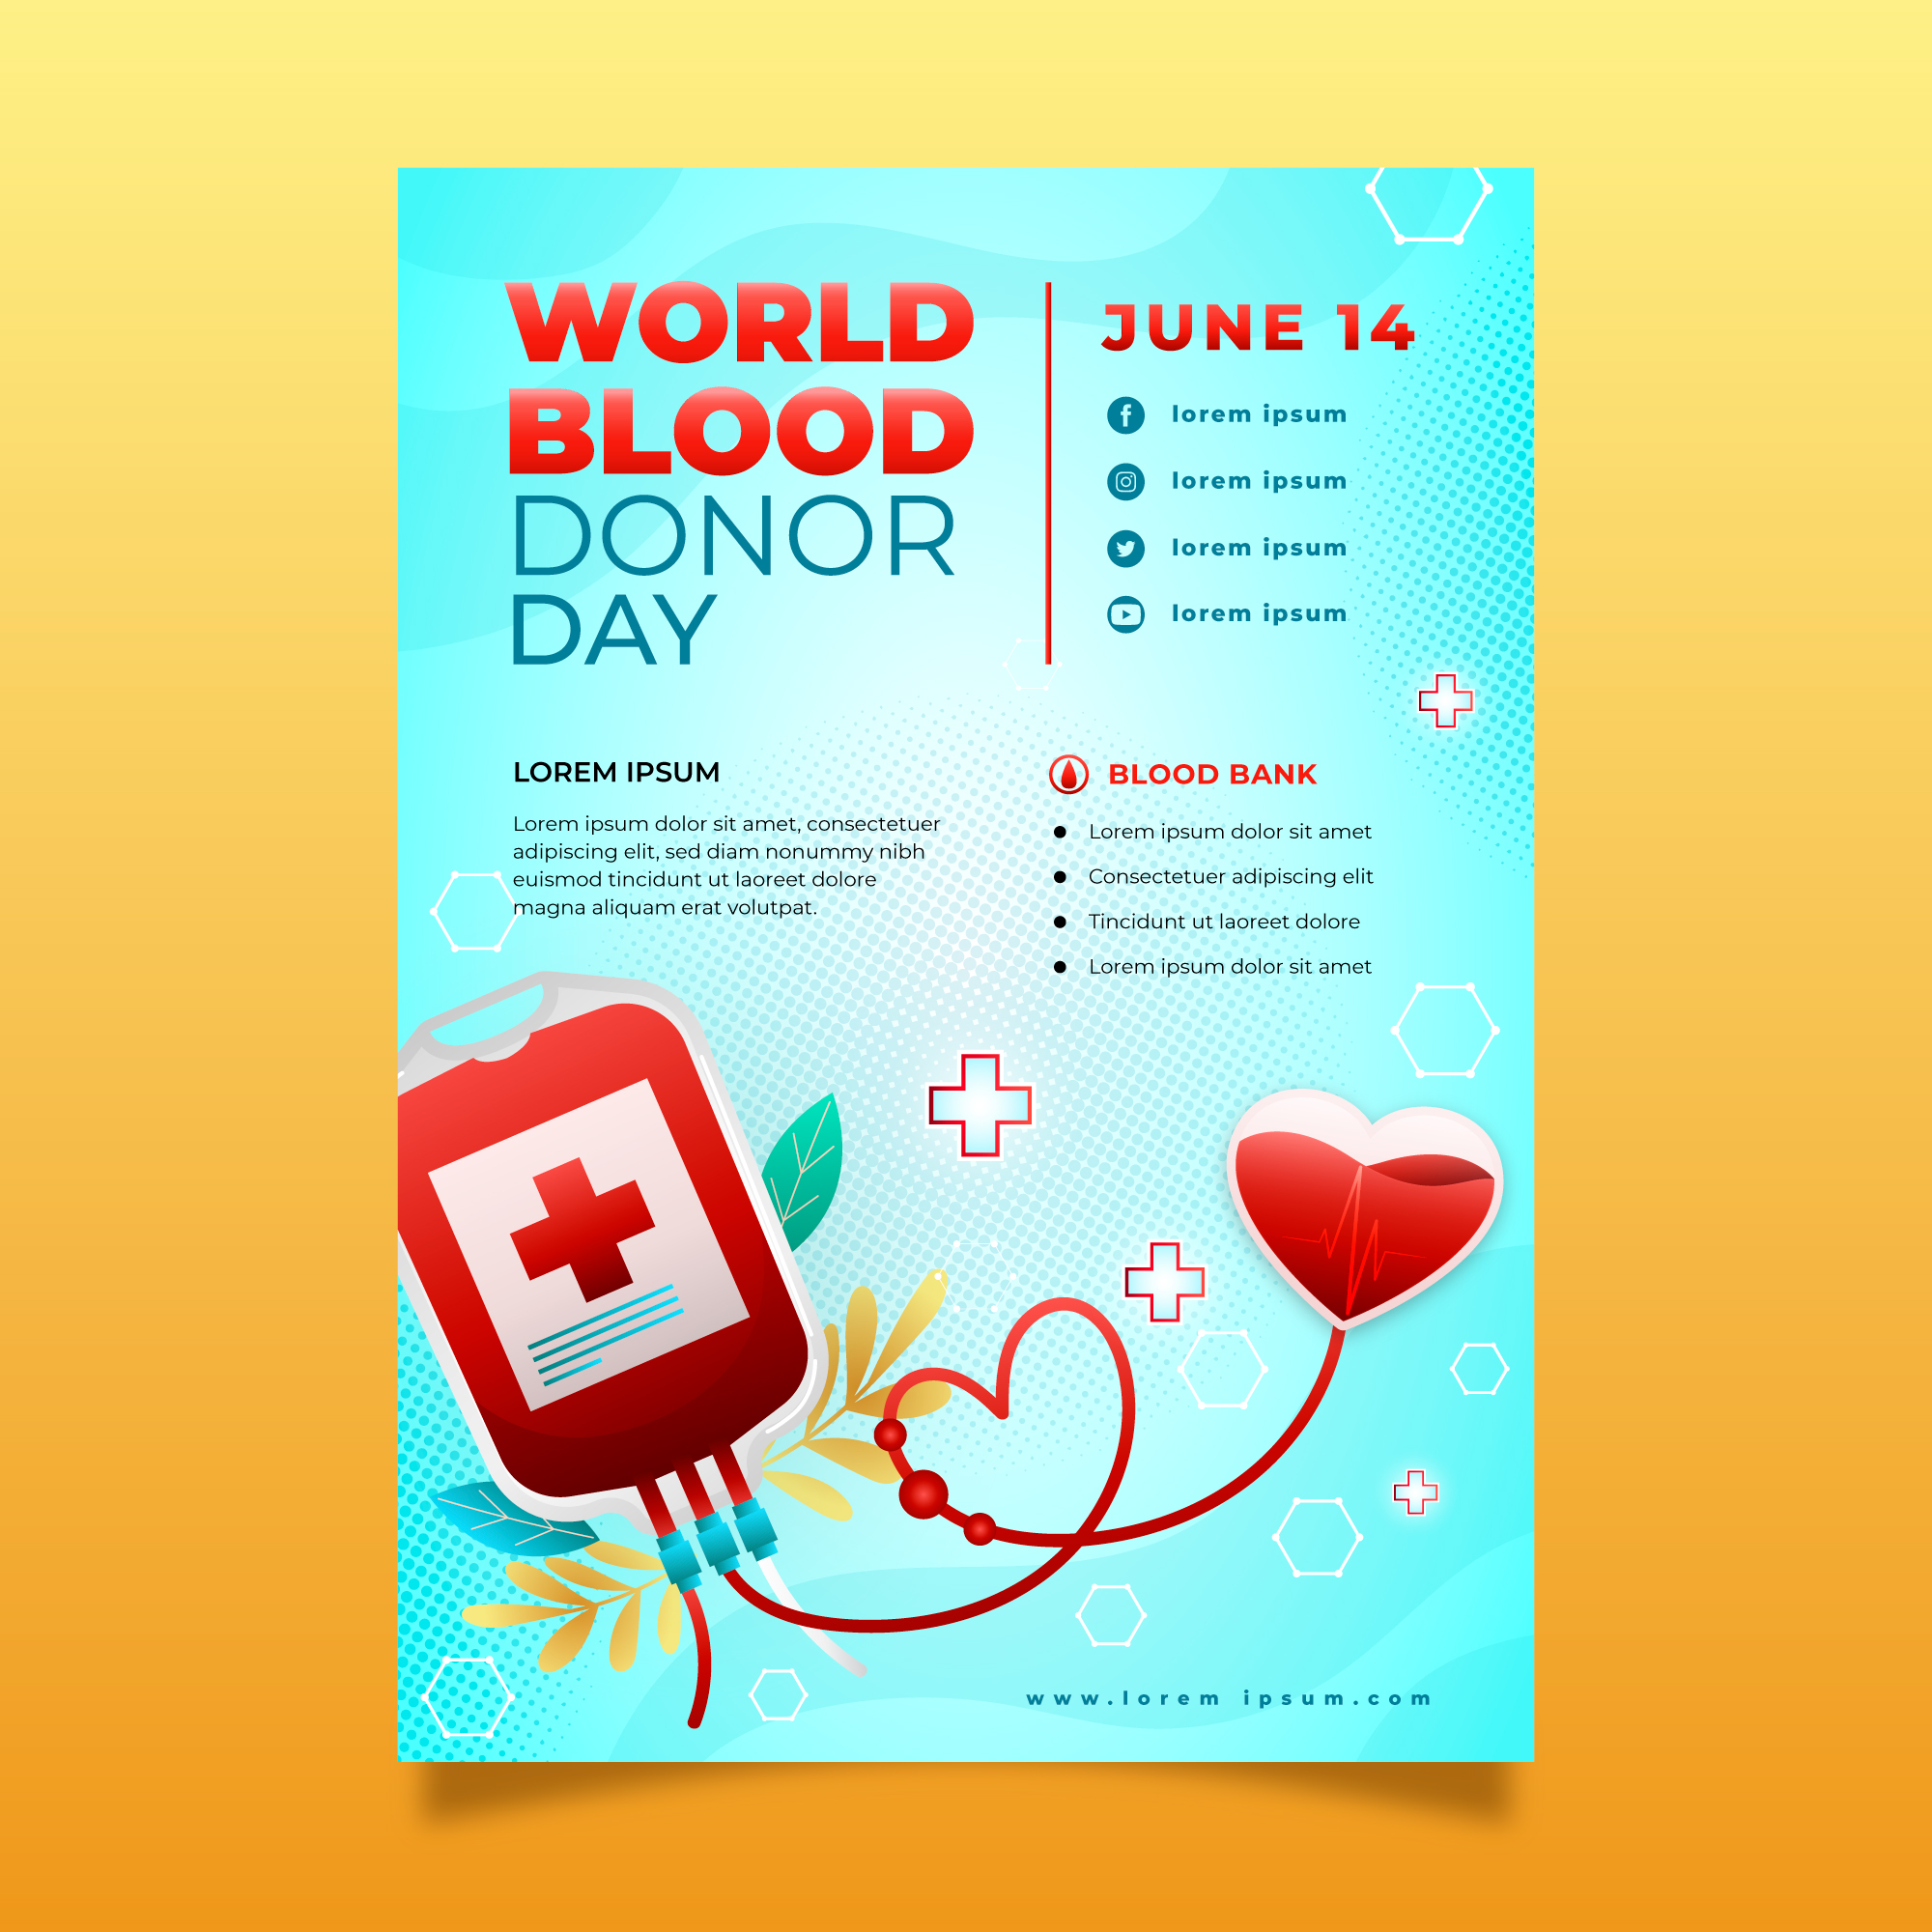 WORLD
BLOOD
DONOR
DAY
JUNE 14
lorem ipsum
lorem ipsum
lorem ipsum
lorem ipsum
LOREM IPSUM
Lorem ipsum dolor sit amet, consectetuer
adipiscing elit, sed diam nonummy nibh
euismod tincidunt ut laoreet dolore
magna aliquam erat volutpat.
BLOOD BANK
● Lorem ipsum dolor sit amet
● Consectetuer adipiscing elit
● Tincidunt ut laoreet dolore
● Lorem ipsum dolor sit amet
www.lorem ipsum.com